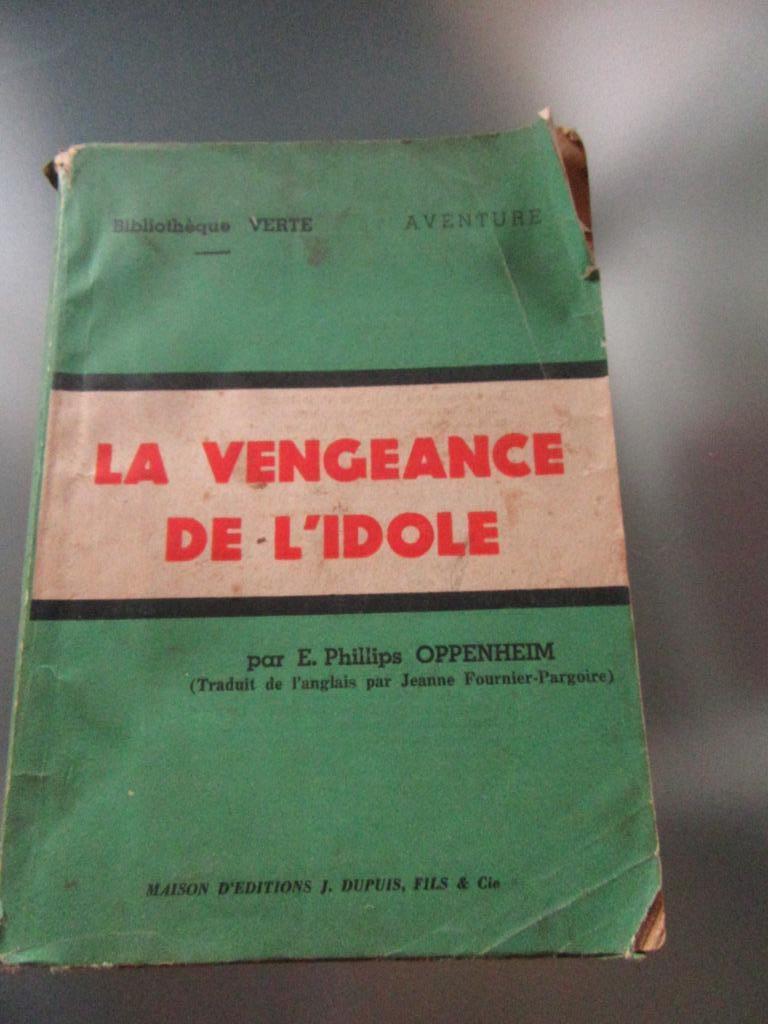 Bibliothèque VERTE AVENTURE
LA VENGEANCE
DE L'IDOLE
par E. Phillips OPPENHEIM
(Traduit de l'anglais par Jeanne Fournier-Pargoire)
MAISON D'EDITIONS J. DUPUIS, FILS & Cie